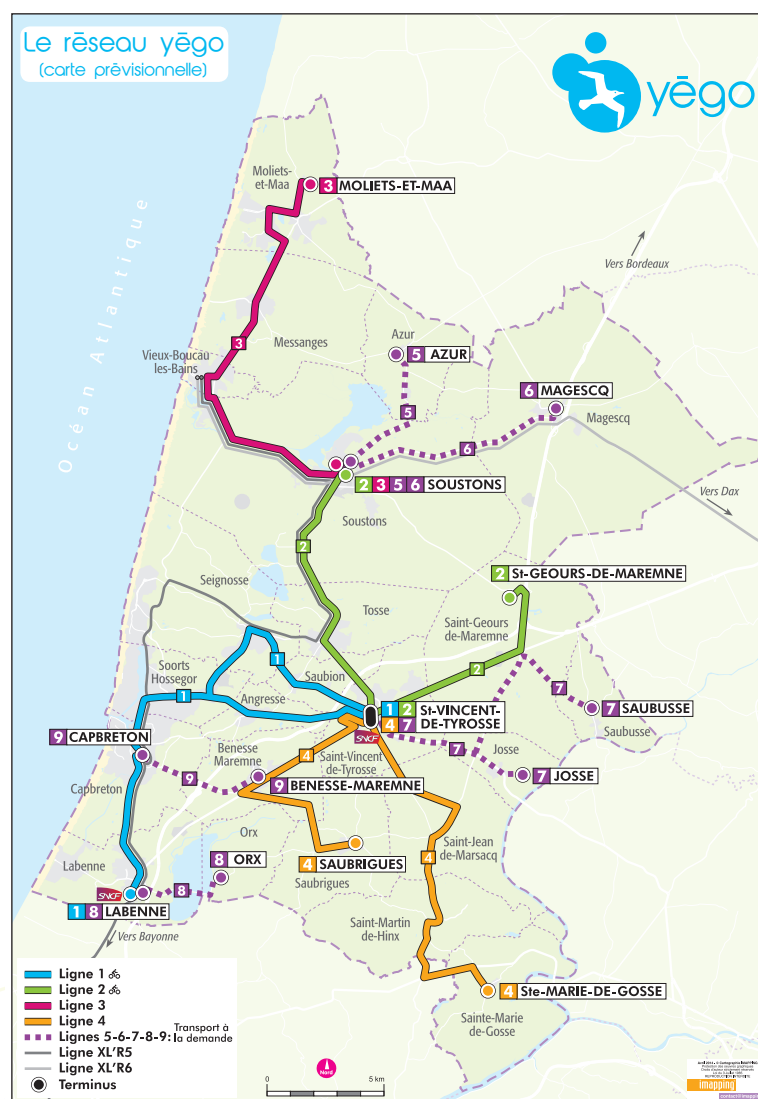 Le rēseau yēgo
(carte prēvisionnelle)
yēgo
Moliets-
et-Maa
3 MOLIETS-ET-MAA
Océan Atlantique
Vers Bordeaux
3
Messanges
Azur
5 AZUR
Vieux-Boucau
les-Bains
6 MAGESCQ
Magescq
5
6
Vers Dax
2 3 5 6 SOUSTONS
Soustons
2
2 St-GEOURS-DE-MAREMNE
Seignosse
Tosse
Saint-Geours
de-Maremne
Soorts
Hossegor
1
Saubion
2
1
Angresse
1 2 St-VINCENT-
4 7 DE-TYROSSE
7
7 SAUBUSSE
Saubusse
9 CAPBRETON
SNCF
Benesse
Maremne
4
Saint-Vincent
de-Tyrosse
7
Josse
7 JOSSE
9
9 BENESSE-MAREMNE
Capbreton
Orx
Saint-Jean
de-Marsacq
4
Labenne
8 ORX
4 SAUBRIGUES
Saubrigues
SNCF
8
1 8 LABENNE
Vers Bayonne
Saint-Martin
de-Hinx
4 Ste-MARIE-DE-GOSSE
Sainte-Marie
de-Gosse
Ligne 1
Ligne 2
Ligne 3
Ligne 4
Lignes 5-6-7-8-9: Transport à
la demande
Ligne XL'R5
Ligne XL'R6
Terminus
Nord
0 5 km
imapping